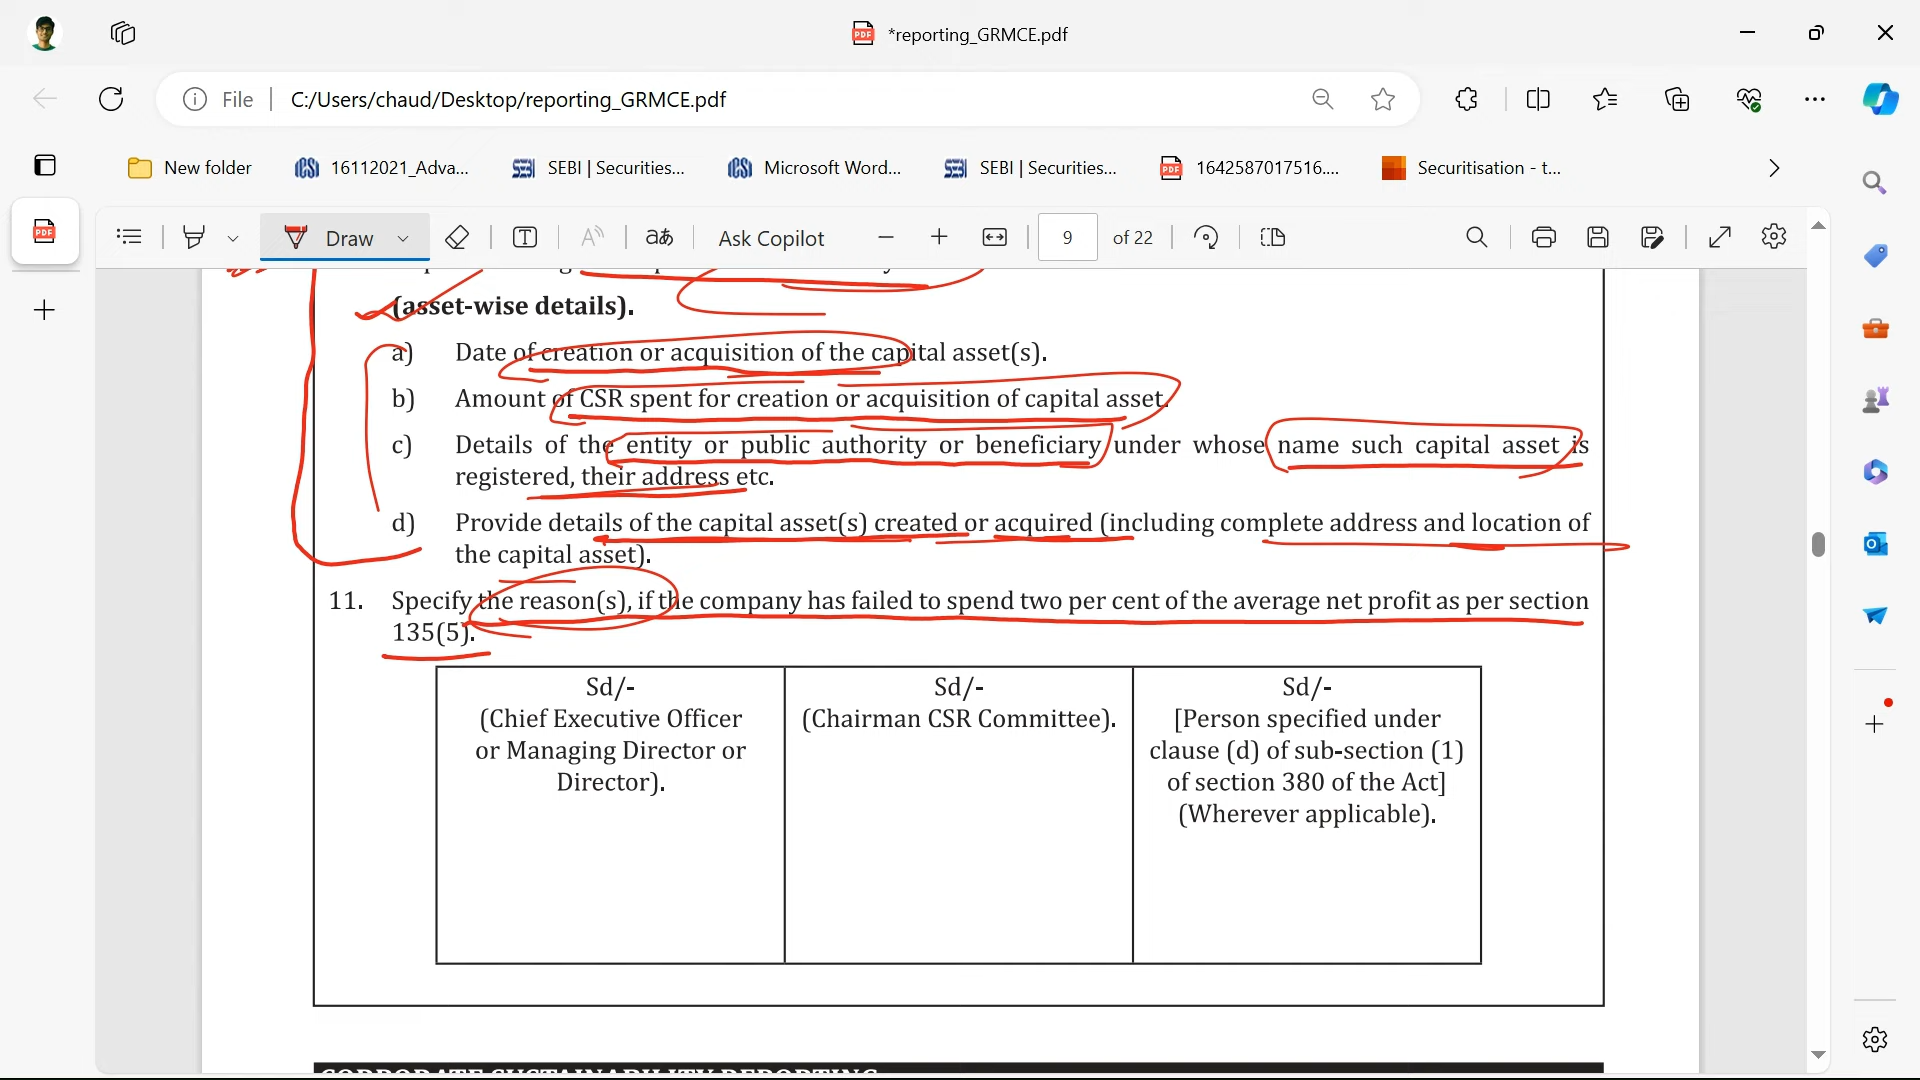 *reporting_GRMCE.pdf
File
C:/Users/chaud/Desktop/reporting_GRMCE.pdf
New folder
16112021_Adva...
SEBI | Securities...
Microsoft Word...
SEBI | Securities...
1642587017516....
Securitisation - t...
Draw
Ask Copilot
9 of 22
(asset-wise details).
a) Date of creation or acquisition of the capital asset(s).
b) Amount of CSR spent for creation or acquisition of capital asset.
c) Details of the entity or public authority or beneficiary under whose name such capital asset is
registered, their address etc.
d) Provide details of the capital asset(s) created or acquired (including complete address and location of
the capital asset).
11. Specify the reason(s), if the company has failed to spend two per cent of the average net profit as per section
135(5).
Sd/-
(Chief Executive Officer
or Managing Director or
Director).
Sd/-
(Chairman CSR Committee).
Sd/-
[Person specified under
clause (d) of sub-section (1)
of section 380 of the Act]
(Wherever applicable).
CORPORATE SUSTAINABILITY REPORTING